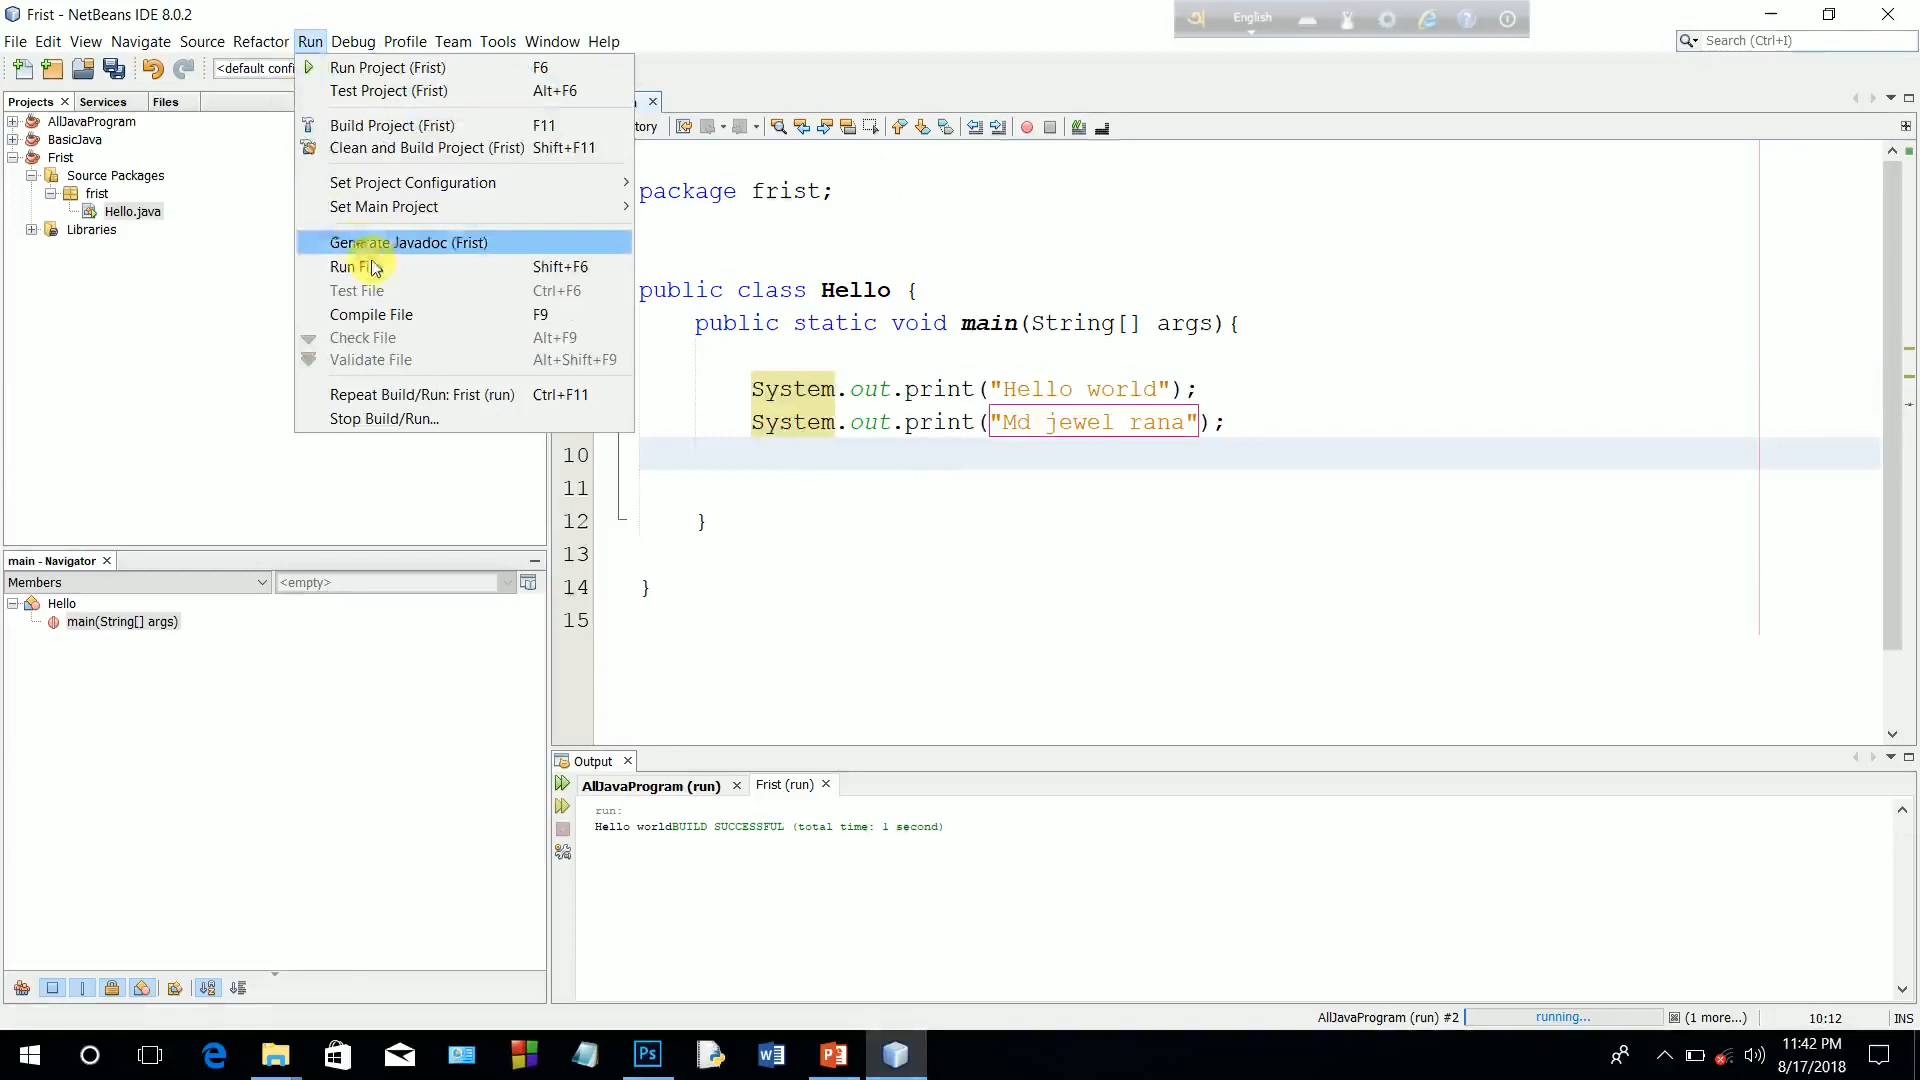 Frist - NetBeans IDE 8.0.2
English
File Edit View Navigate Source Refactor Run Debug Profile Team Tools Window Help
Search (Ctrl+I)
<default confi
Run Project (Frist) F6
Test Project (Frist) Alt+F6
Build Project (Frist) F11
Clean and Build Project (Frist) Shift+F11
Set Project Configuration
Set Main Project
Generate Javadoc (Frist)
Run File Shift+F6
Test File Ctrl+F6
Compile File F9
Check File Alt+F9
Validate File Alt+Shift+F9
Repeat Build/Run: Frist (run) Ctrl+F11
Stop Build/Run...
Projects Services Files
AllJavaProgram
BasicJava
Frist
Source Packages
frist
Hello.java
Libraries
tory
package frist;
public class Hello {
public static void main(String[] args){
System.out.print("Hello world");
System.out.print("Md jewel rana");
10
11
12 }
13
14 }
15
main - Navigator
Members <empty>
Hello
main(String[] args)
Output
AllJavaProgram (run) Frist (run)
run:
Hello worldBUILD SUCCESSFUL (total time: 1 second)
AllJavaProgram (run) #2 running... (1 more...) 10:12 INS
Ps
11:42 PM
8/17/2018